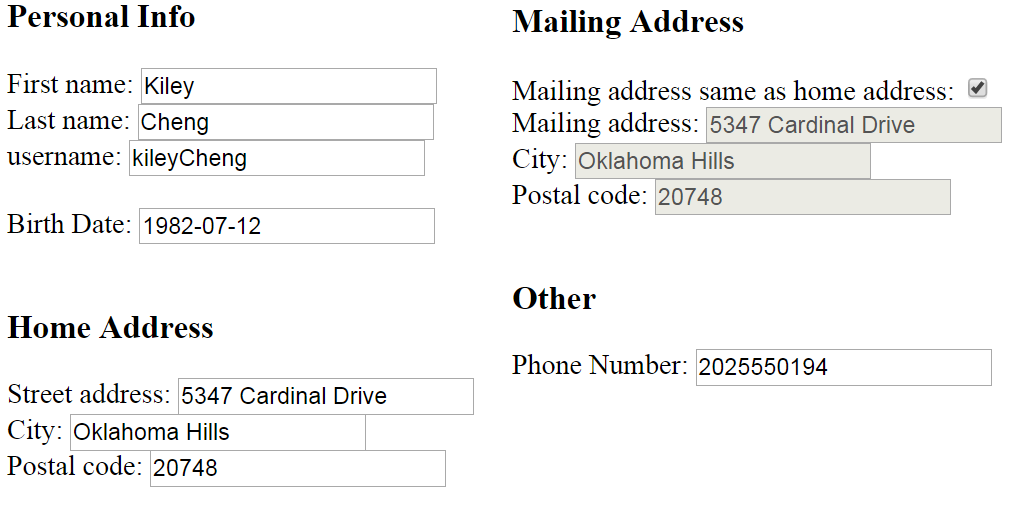 Personal Info
First name: Kiley
Last name: Cheng
username: kileyCheng
Birth Date: 1982-07-12
Home Address
Street address: 5347 Cardinal Drive
City: Oklahoma Hills
Postal code: 20748
Mailing Address
Mailing address same as home address:
Mailing address: 5347 Cardinal Drive
City: Oklahoma Hills
Postal code: 20748
Other
Phone Number: 2025550194